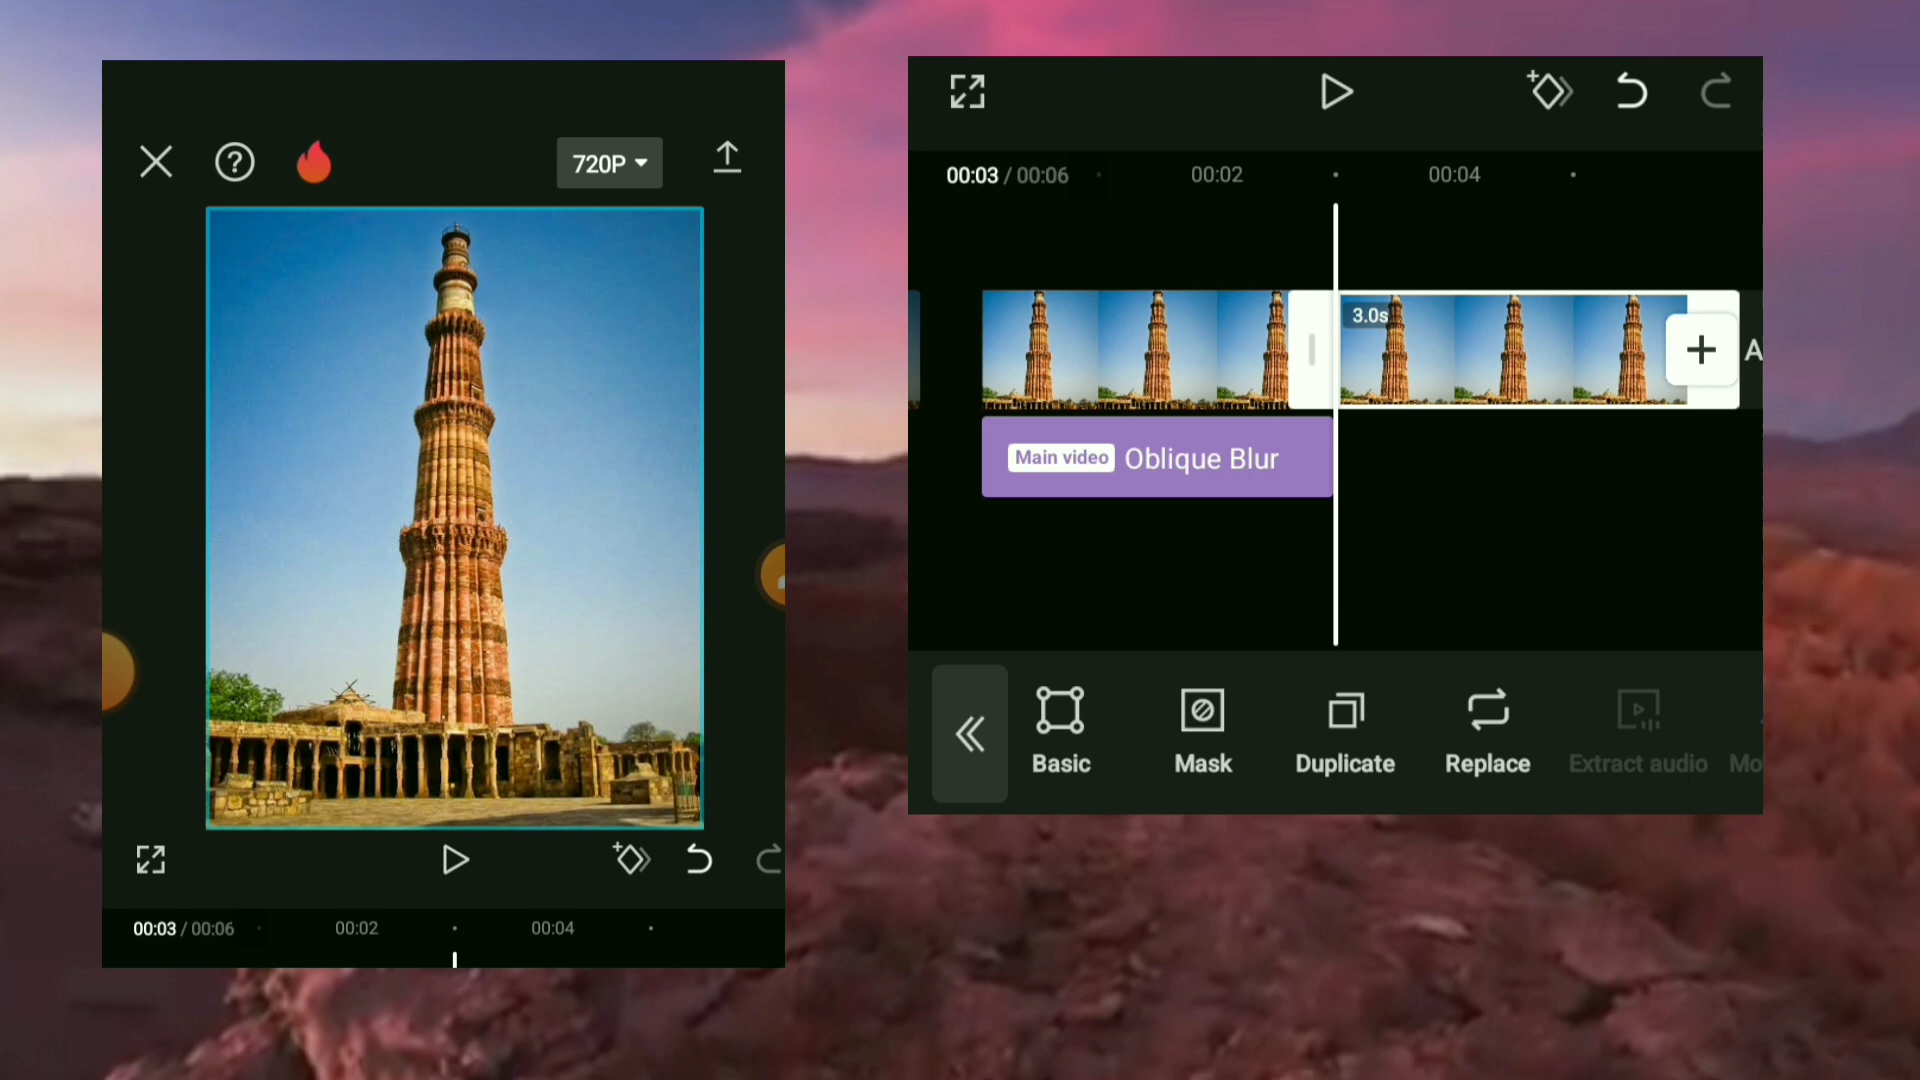 720P
00:03 / 00:06
00:02
00:04
00:03 / 00:06
00:02
00:04
3.0s
A
Main video
Oblique Blur
Basic
Mask
Duplicate
Replace
Extract audio
Mo